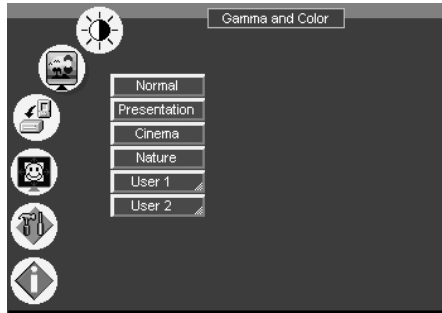 Gamma and Color
Normal
Presentation
Cinema
Nature
User 1
User 2